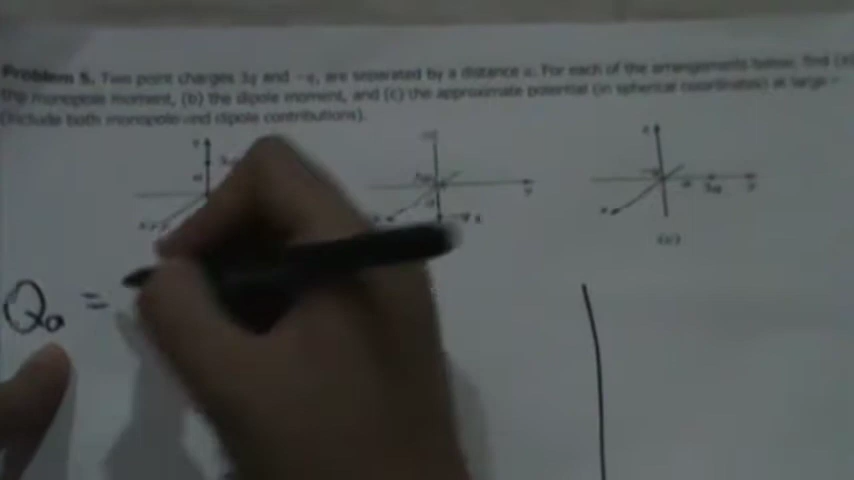 Problem 5. Two point charges 3q and -q, are separated by a distance a. For each of the arrangements below, find (a)
the monopole moment, (b) the dipole moment, and (c) the approximate potential (in spherical coordinates) at large r
(include both monopole and dipole contributions).
(c)
Qa =